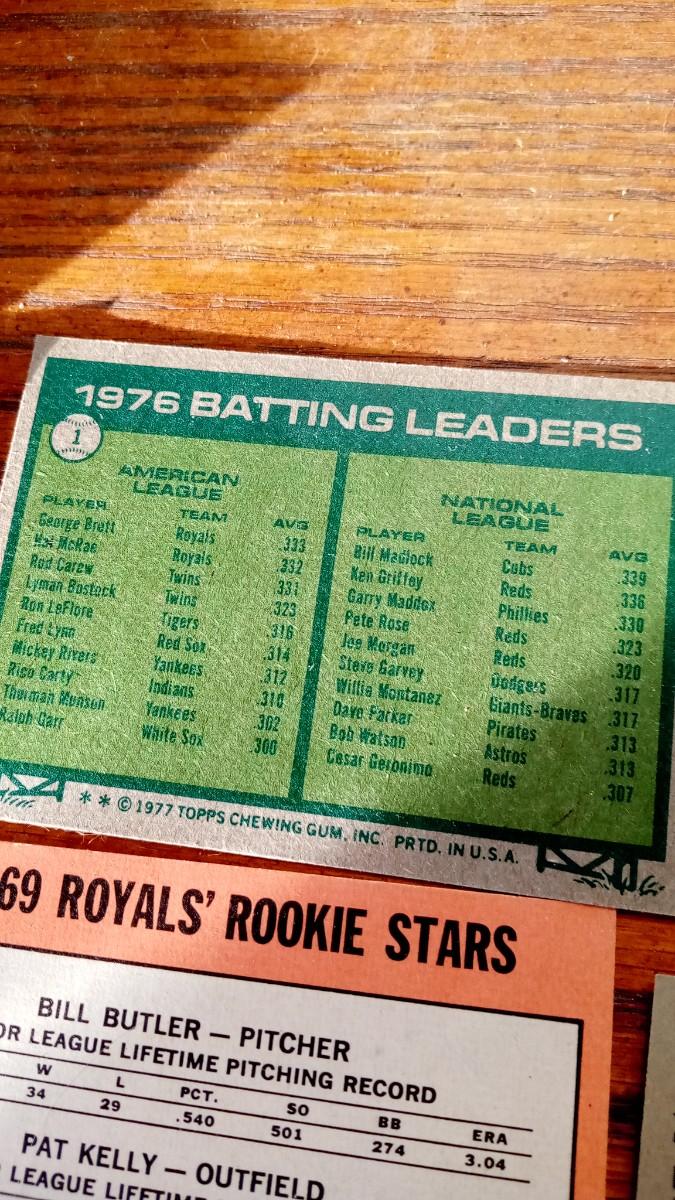 1976 BATTING LEADERS
1
AMERICAN
LEAGUE
PLAYER TEAM AVG
George Brett Royals .333
Hal McRae Royals .332
Rod Carew Twins .331
Lyman Bostock Twins .323
Ron LeFlore Tigers .316
Fred Lynn Red Sox .314
Mickey Rivers Yankees .312
Rico Carty Indians .310
Thurman Munson Yankees .302
Ralph Garr White Sox .300
NATIONAL
LEAGUE
PLAYER TEAM AVG
Bill Madlock Cubs .339
Ken Griffey Reds .336
Garry Maddox Phillies .330
Pete Rose Reds .323
Joe Morgan Reds .320
Steve Garvey Dodgers .317
Willie Montanez Giants-Braves .317
Dave Parker Pirates .313
Bob Watson Astros .313
Cesar Geronimo Reds .307
* * © 1977 TOPPS CHEWING GUM, INC. PRTD. IN U.S.A.
69 ROYALS' ROOKIE STARS
BILL BUTLER — PITCHER
OR LEAGUE LIFETIME PITCHING RECORD
W L PCT. SO BB ERA
34 29 .540 501 274 3.04
PAT KELLY — OUTFIELD
LEAGUE LIFETIM